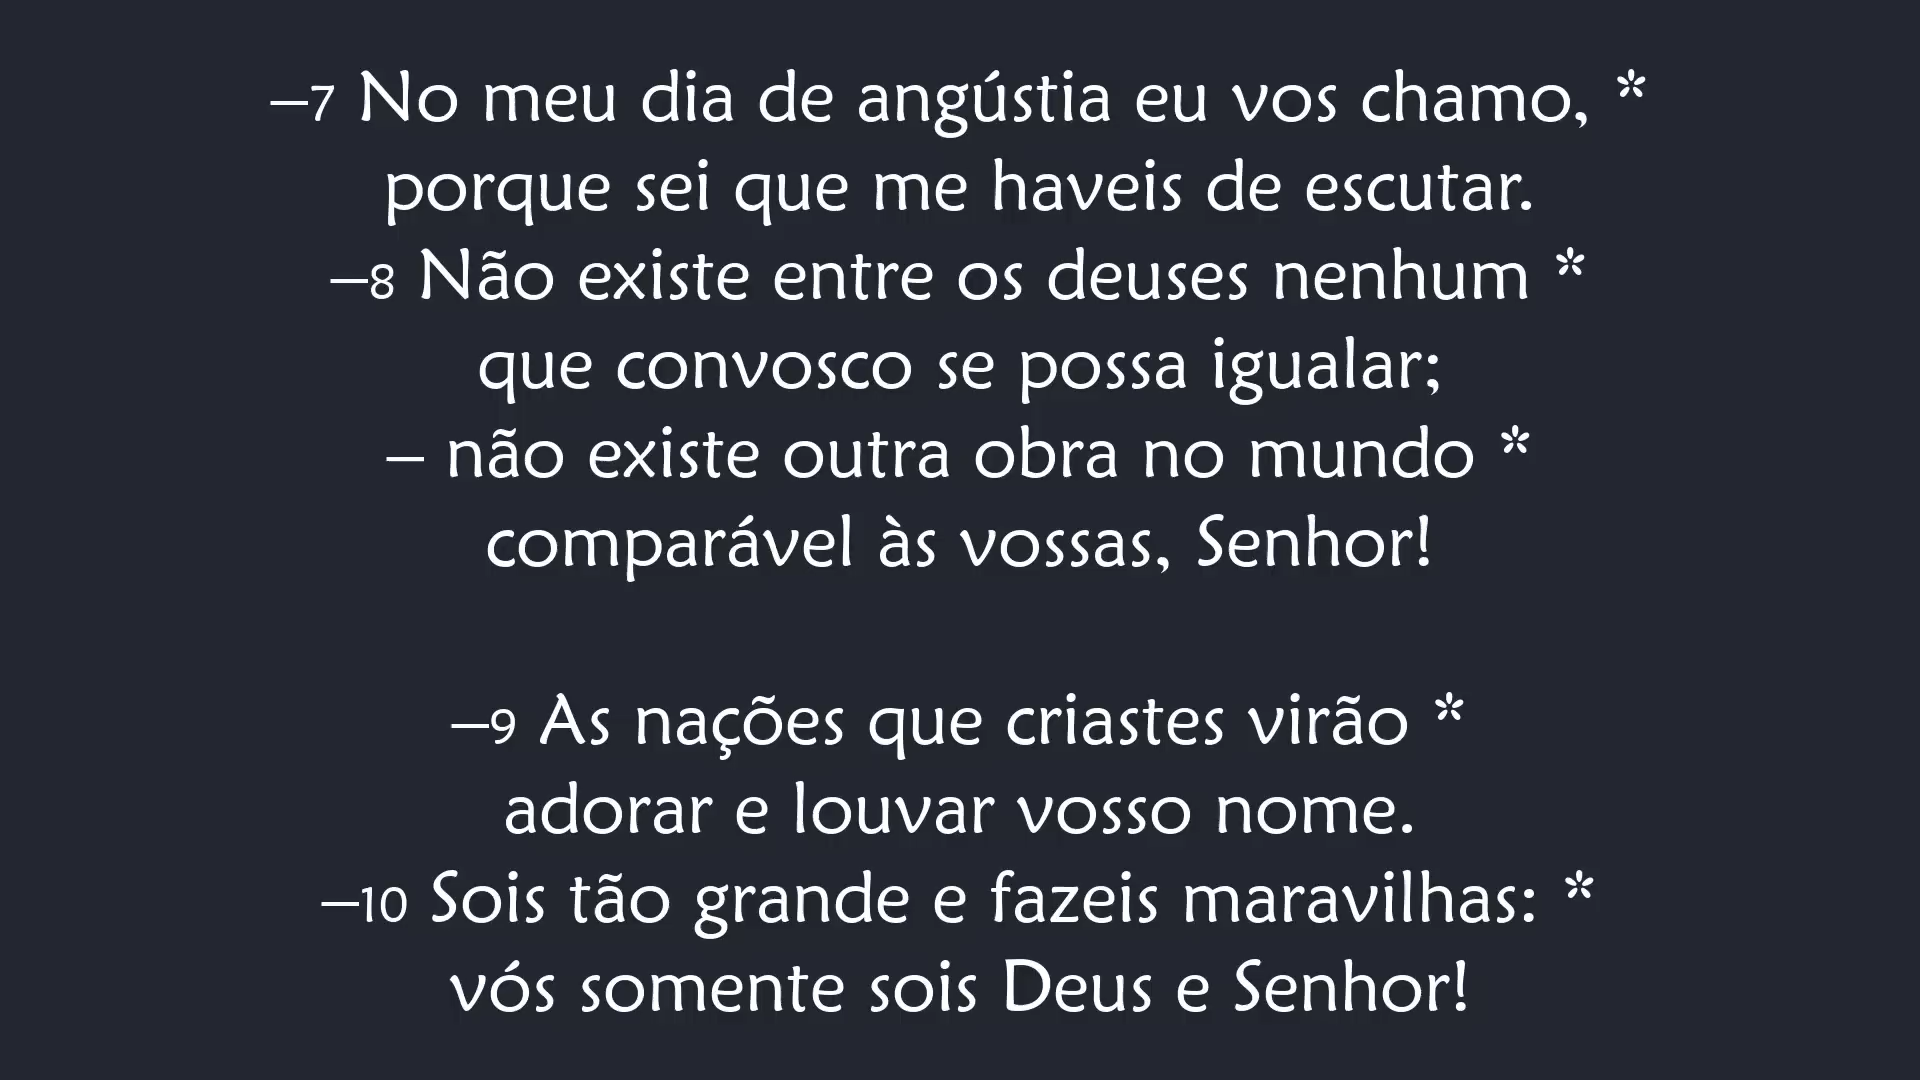 –7 No meu dia de angústia eu vos chamo, *
porque sei que me haveis de escutar.
–8 Não existe entre os deuses nenhum *
que convosco se possa igualar;
– não existe outra obra no mundo *
comparável às vossas, Senhor!
–9 As nações que criastes virão *
adorar e louvar vosso nome.
–10 Sois tão grande e fazeis maravilhas: *
vós somente sois Deus e Senhor!